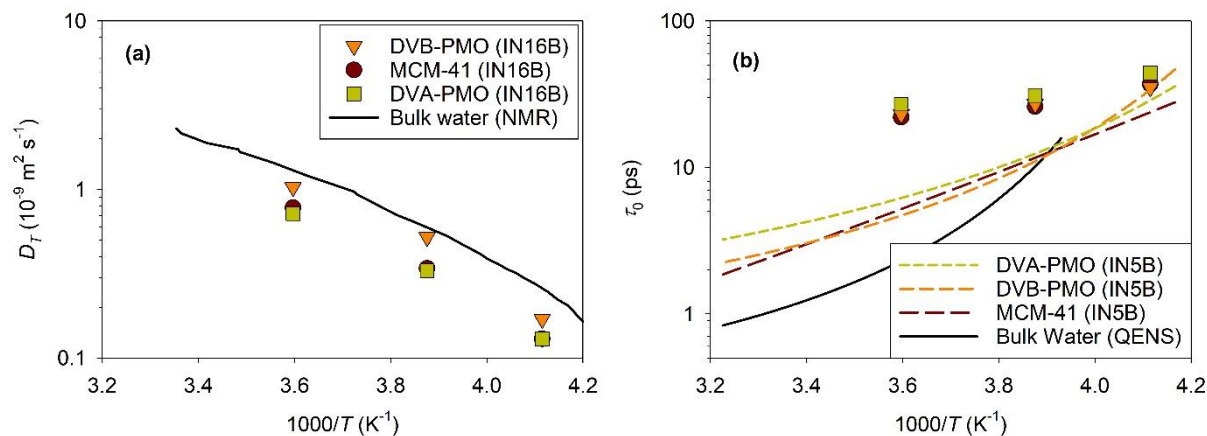 (a)
DVB-PMO (IN16B)
MCM-41 (IN16B)
DVA-PMO (IN16B)
Bulk water (NMR)
10
1
0.1
D_T (10⁻⁹ m² s⁻¹)
3.2 3.4 3.6 3.8 4.0 4.2
1000/T (K⁻¹)
(b)
100
10
1
τ₀ (ps)
DVA-PMO (IN5B)
DVB-PMO (IN5B)
MCM-41 (IN5B)
Bulk Water (QENS)
3.2 3.4 3.6 3.8 4.0 4.2
1000/T (K⁻¹)